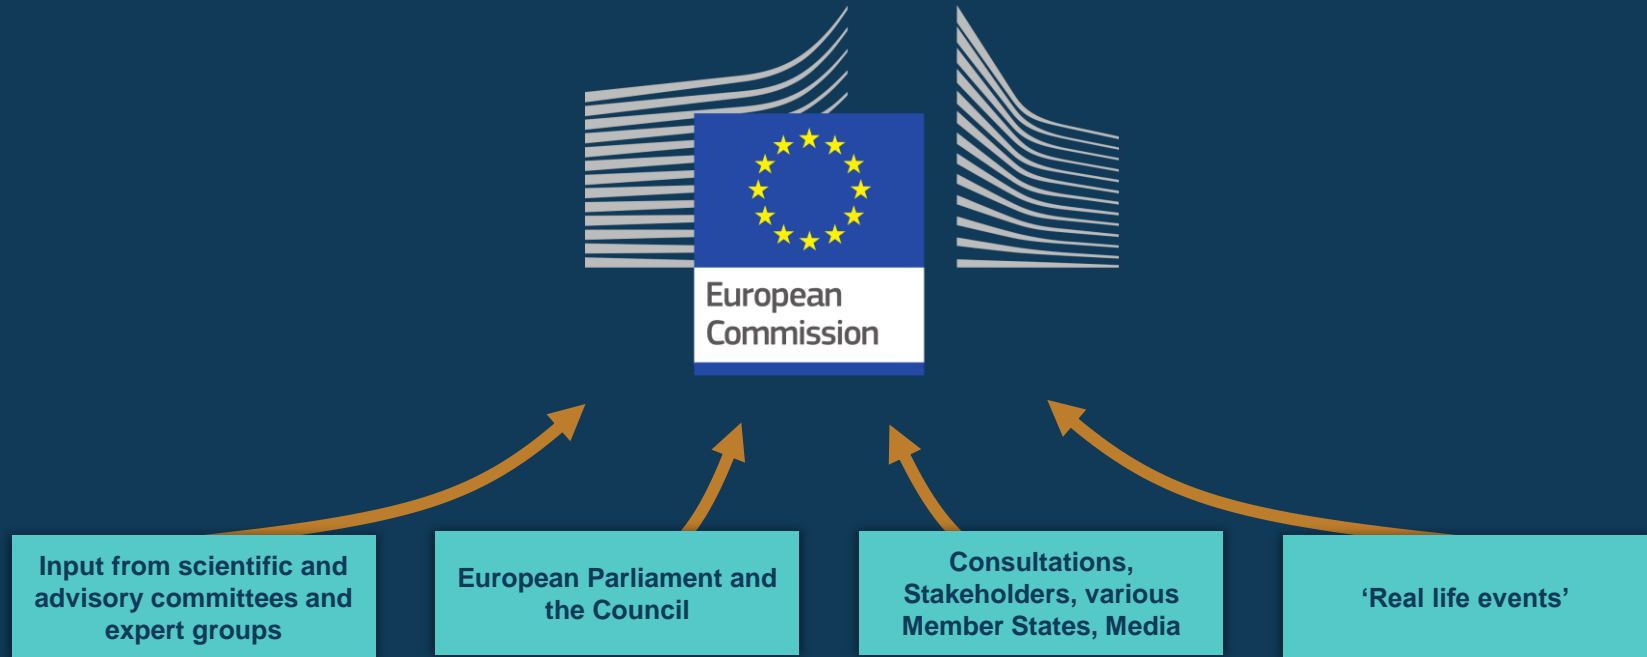 European
Commission
Input from scientific and
advisory committees and
expert groups
European Parliament and
the Council
Consultations,
Stakeholders, various
Member States, Media
‘Real life events’